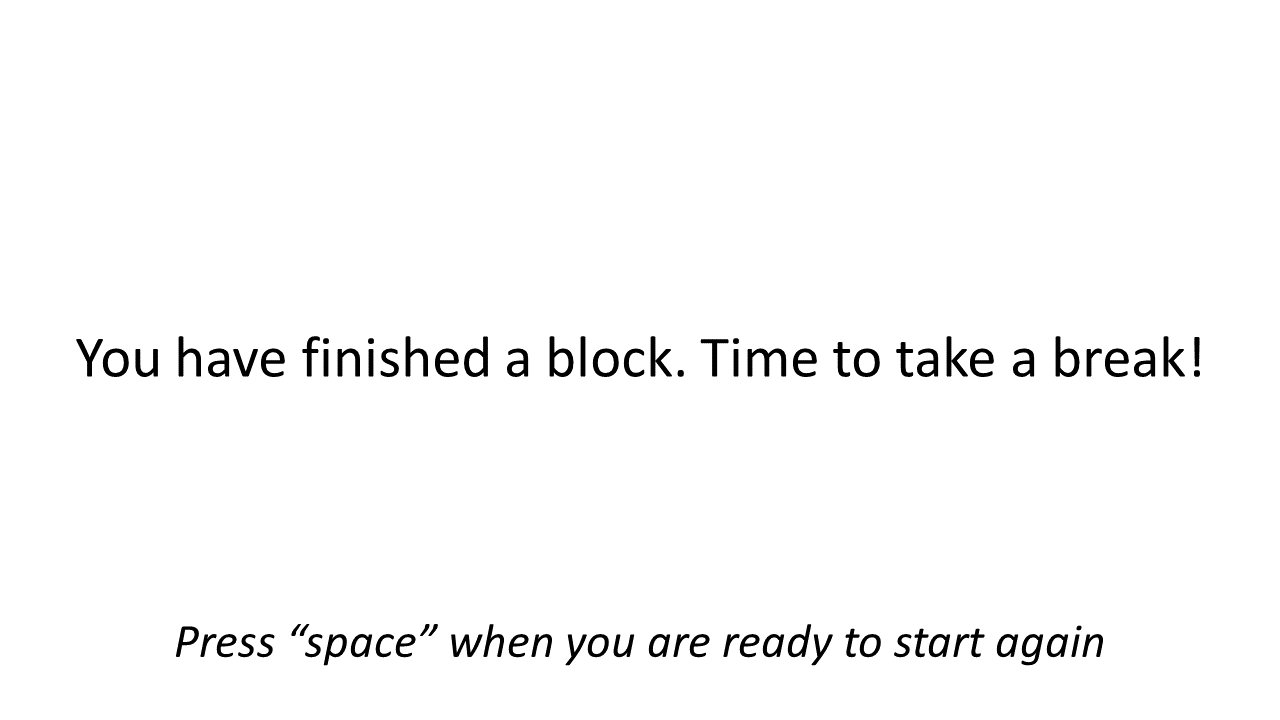 You have finished a block. Time to take a break!
Press “space” when you are ready to start again